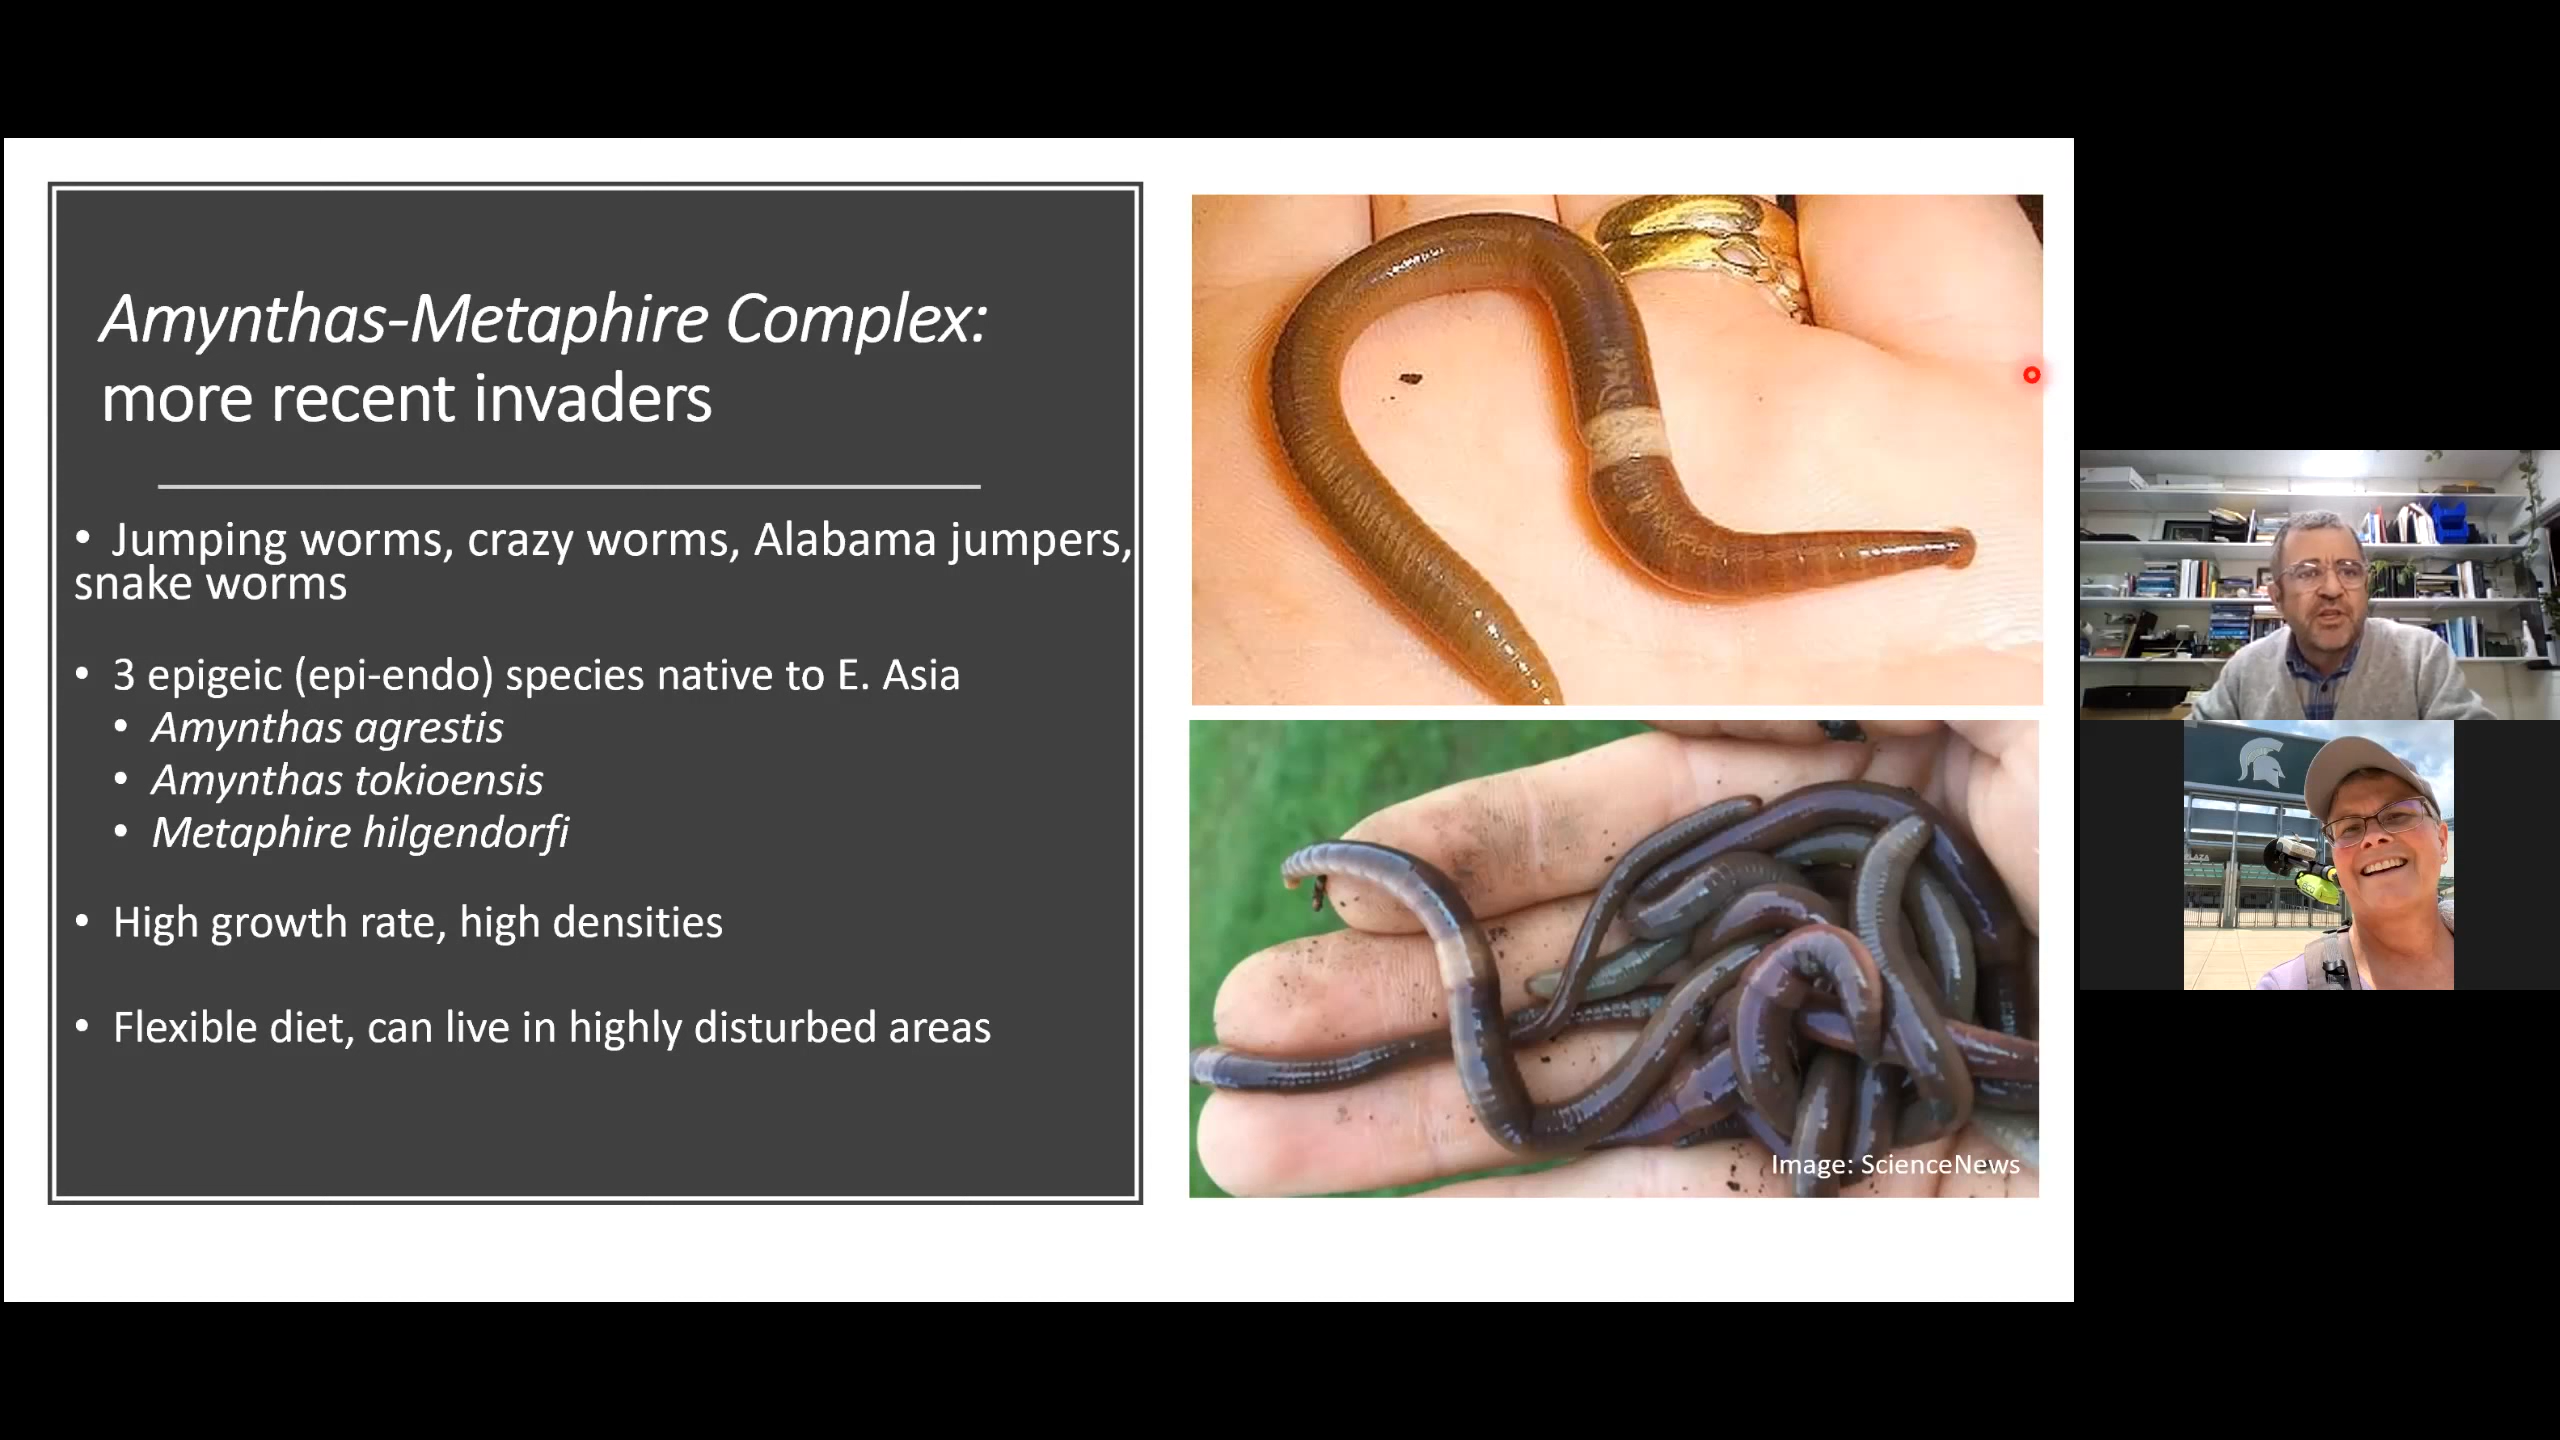 Amynthas-Metaphire Complex:
more recent invaders
• Jumping worms, crazy worms, Alabama jumpers,
snake worms
• 3 epigeic (epi-endo) species native to E. Asia
• Amynthas agrestis
• Amynthas tokioensis
• Metaphire hilgendorfi
• High growth rate, high densities
• Flexible diet, can live in highly disturbed areas
Image: ScienceNews